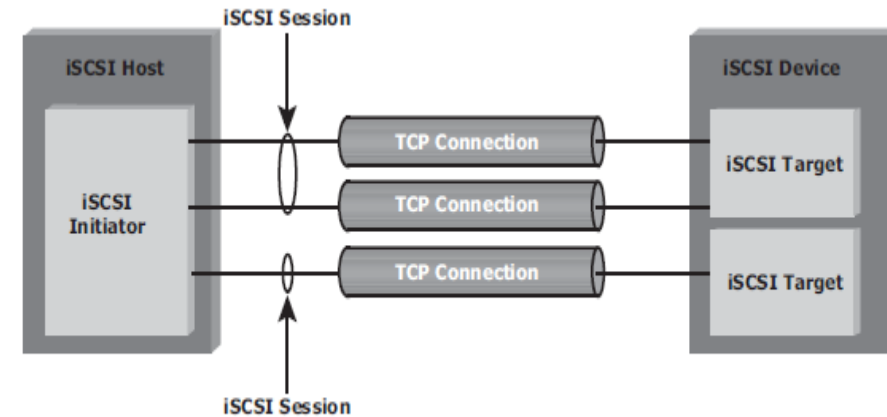 iSCSI Session
iSCSI Host
iSCSI Device
TCP Connection
iSCSI Target
iSCSI
Initiator
TCP Connection
TCP Connection
iSCSI Target
iSCSI Session